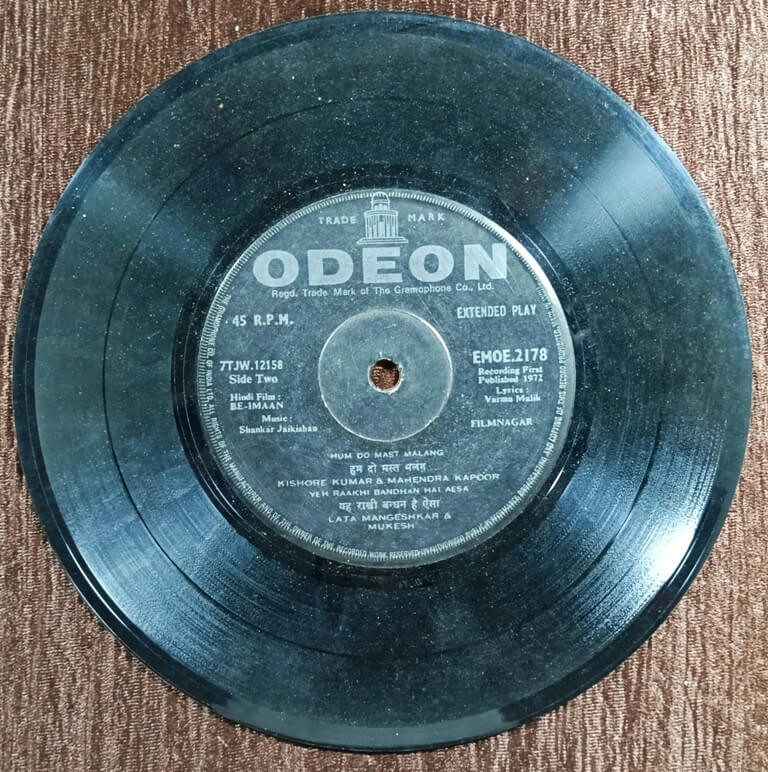 TRADE MARK
ODEON
Regd. Trade Mark of The Gramophone Co., Ltd.
45 R.P.M.
EXTENDED PLAY
7TJW.12158
Side Two
Hindi Film :
BE-IMAAN
Music :
Shankar Jaikishan
EMOE.2178
Recording First
Published 1972
Lyrics :
Varma Malik
FILMNAGAR
HUM DO MAST MALANG
हम दो मस्त मलंग
KISHORE KUMAR & MAHENDRA KAPOOR
YEH RAAKHI BANDHAN HAI AESA
यह राखी बन्धन है ऐसा
LATA MANGESHKAR &
MUKESH